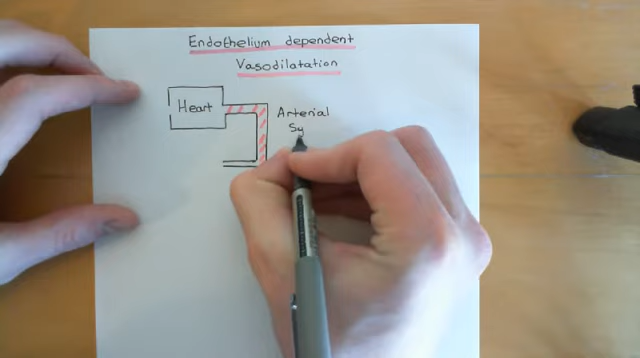 Endothelium dependent
Vasodilatation
Heart
Arterial
Sy